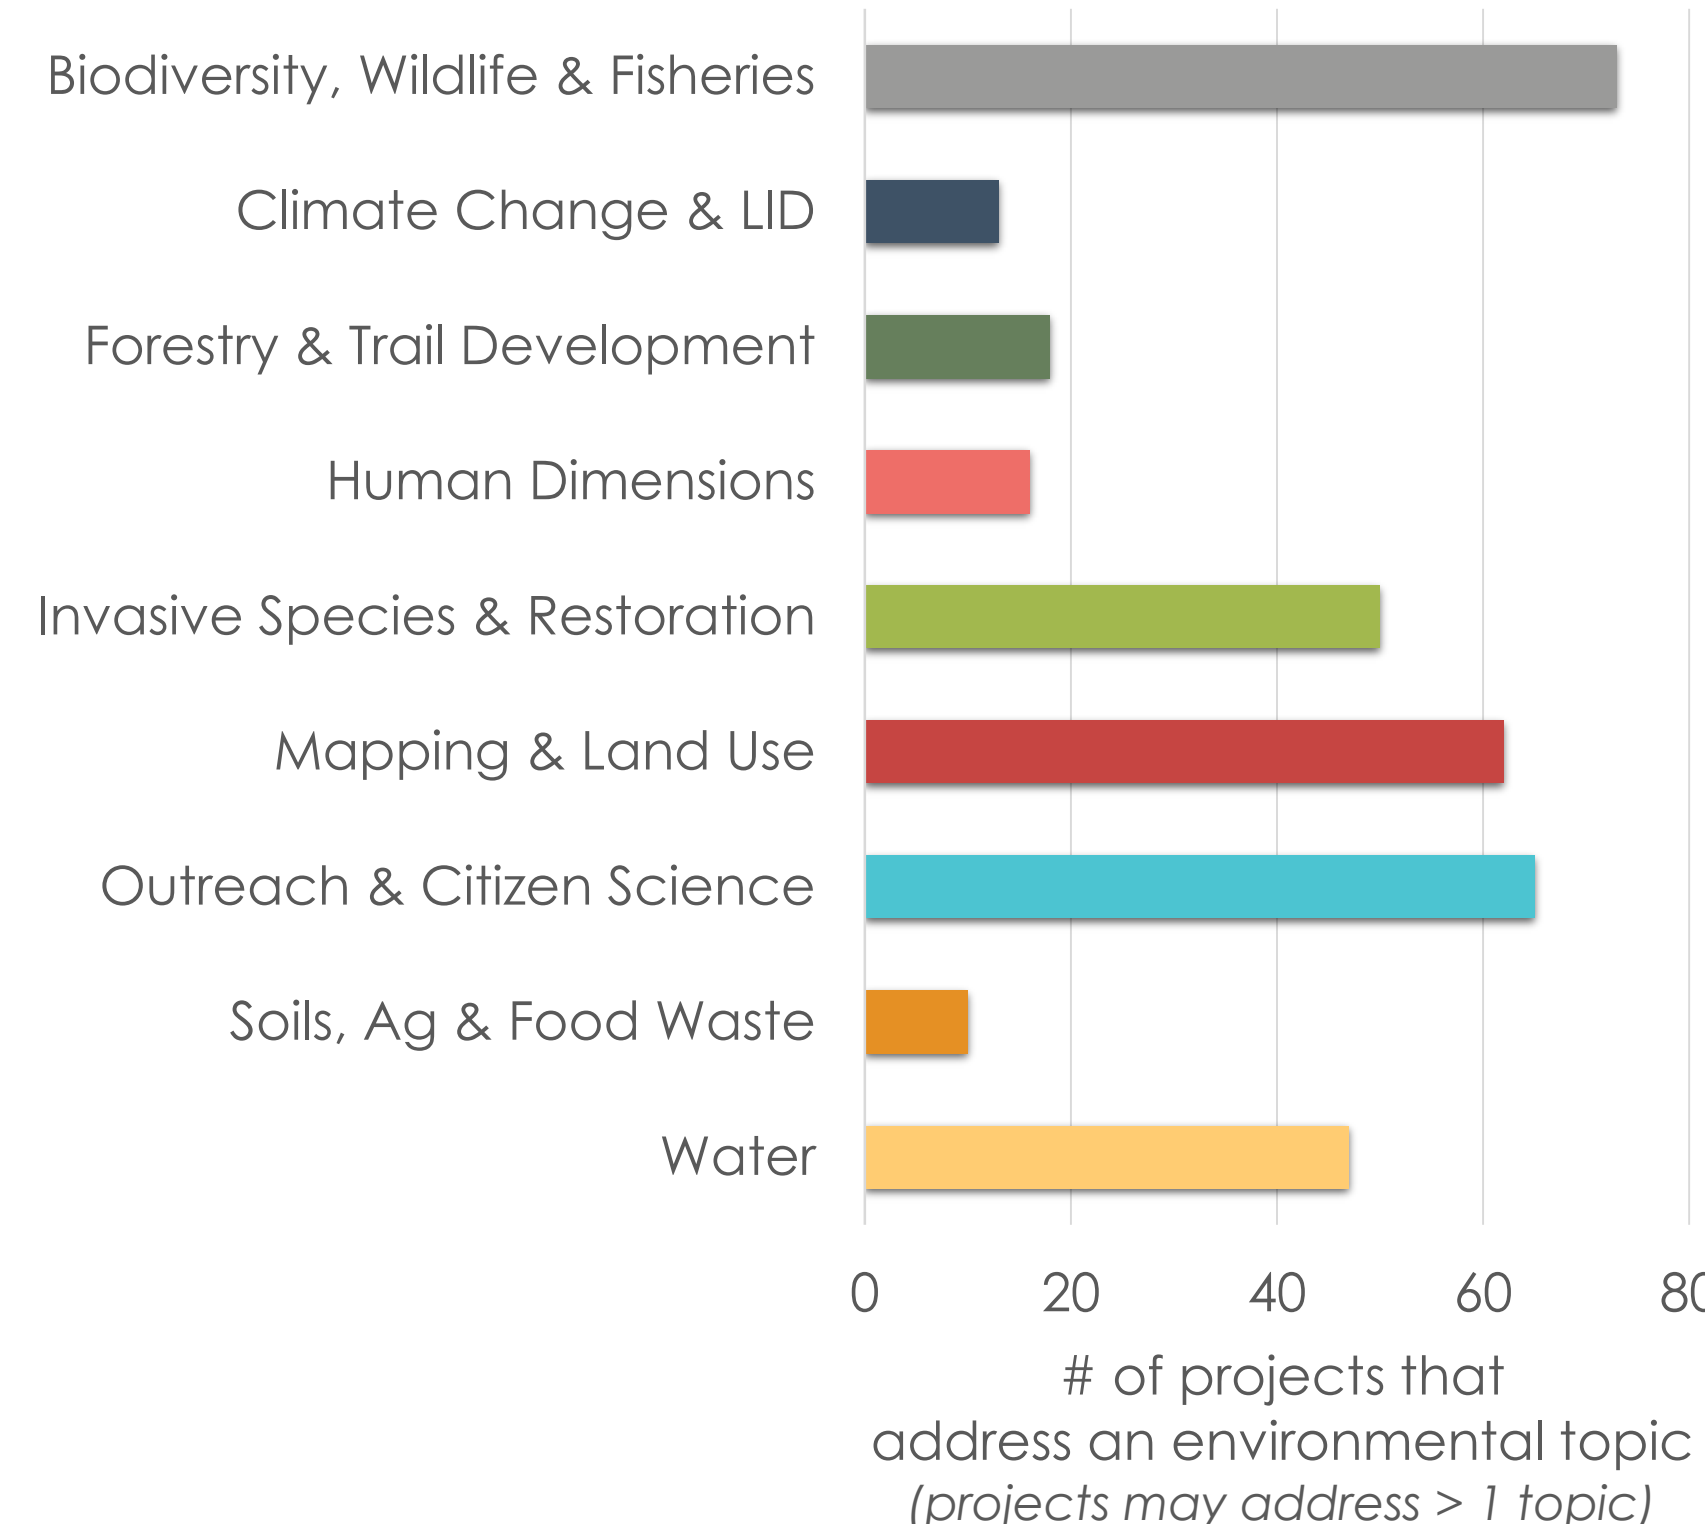 Biodiversity, Wildlife & Fisheries
Climate Change & LID
Forestry & Trail Development
Human Dimensions
Invasive Species & Restoration
Mapping & Land Use
Outreach & Citizen Science
Soils, Ag & Food Waste
Water
0 20 40 60 80
# of projects that
address an environmental topic
(projects may address > 1 topic)